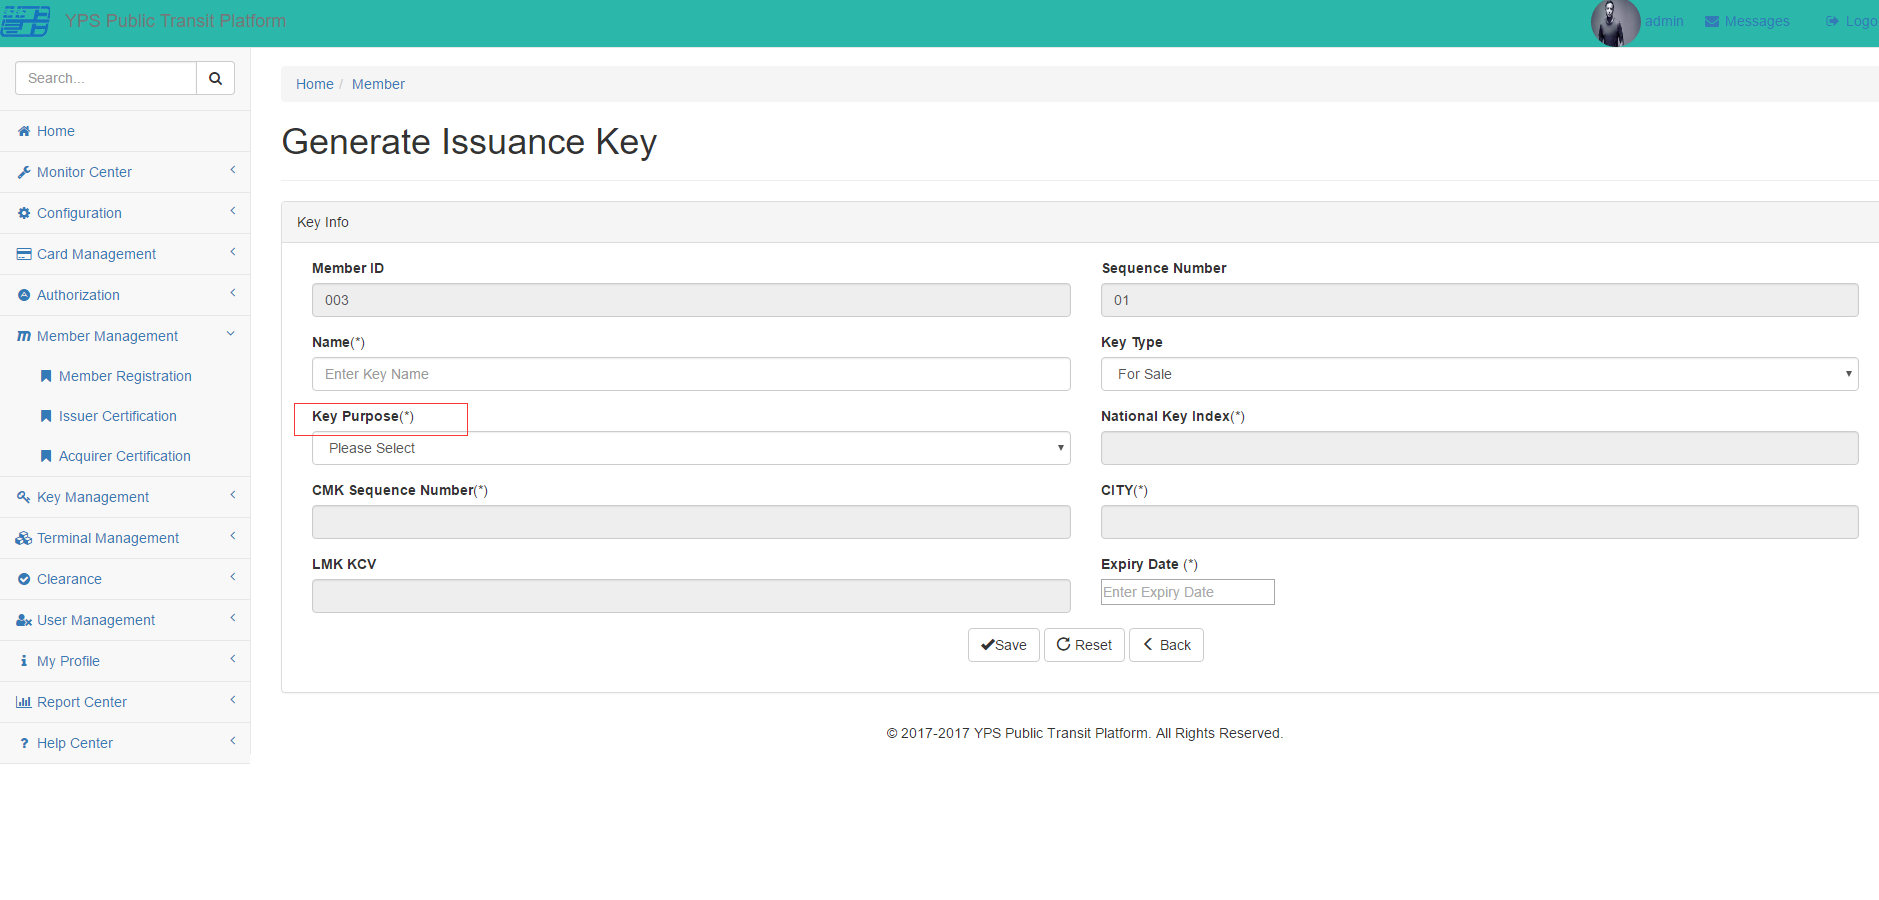 YPS Public Transit Platform
admin
Messages
Logo
Search...
Home
Monitor Center
Configuration
Card Management
Authorization
Member Management
Member Registration
Issuer Certification
Acquirer Certification
Key Management
Terminal Management
Clearance
User Management
My Profile
Report Center
Help Center
Home / Member
Generate Issuance Key
Key Info
Member ID
003
Sequence Number
01
Name(*)
Enter Key Name
Key Type
For Sale
Key Purpose(*)
Please Select
National Key Index(*)
CMK Sequence Number(*)
CITY(*)
LMK KCV
Expiry Date (*)
Enter Expiry Date
Save
Reset
Back
© 2017-2017 YPS Public Transit Platform. All Rights Reserved.